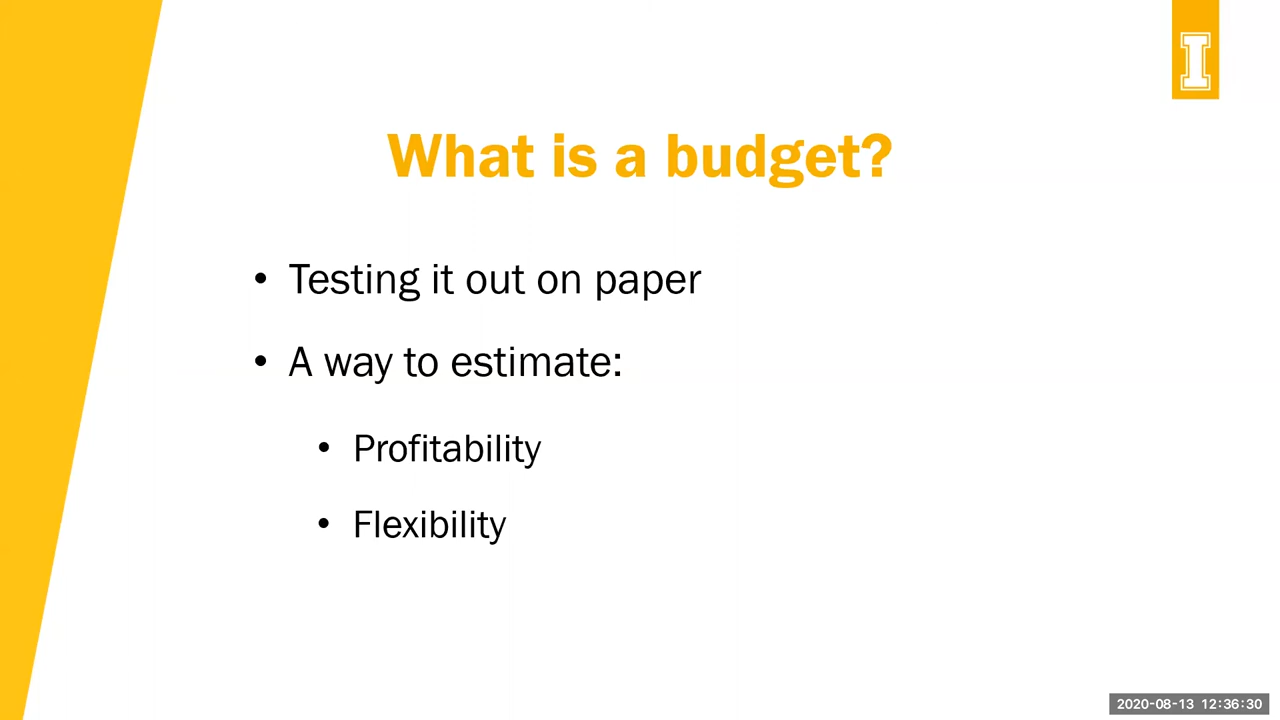 I
What is a budget?
• Testing it out on paper
• A way to estimate:
• Profitability
• Flexibility
2020-08-13 12:36:30